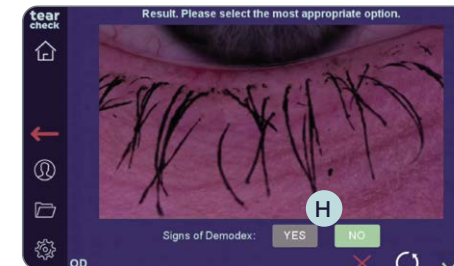 tear
check
Result. Please select the most appropriate option.
H
Signs of Demodex: YES NO
OD